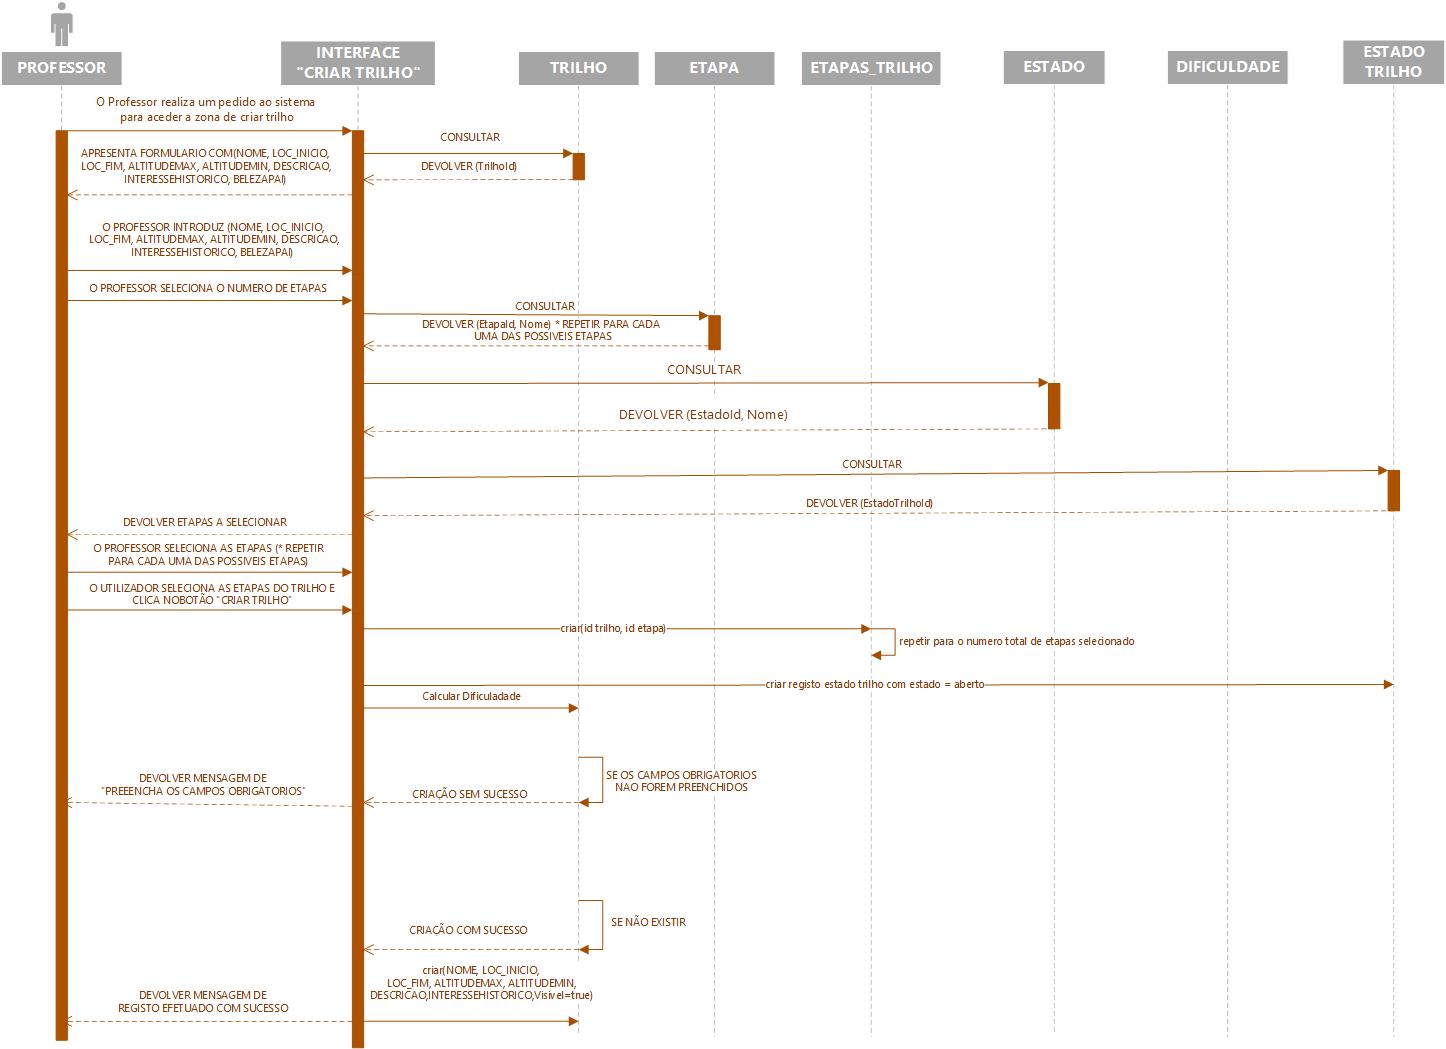 PROFESSOR
INTERFACE
"CRIAR TRILHO"
TRILHO
ETAPA
ETAPAS_TRILHO
ESTADO
DIFICULDADE
ESTADO
TRILHO
O Professor realiza um pedido ao sistema
para aceder a zona de criar trilho
CONSULTAR
APRESENTA FORMULARIO COM(NOME, LOC_INICIO,
LOC_FIM, ALTITUDEMAX, ALTITUDEMIN, DESCRICAO,
INTERESSEHISTORICO, BELEZAPAI)
DEVOLVER (TrilhoId)
O PROFESSOR INTRODUZ (NOME, LOC_INICIO,
LOC_FIM, ALTITUDEMAX, ALTITUDEMIN, DESCRICAO,
INTERESSEHISTORICO, BELEZAPAI)
O PROFESSOR SELECIONA O NUMERO DE ETAPAS
CONSULTAR
DEVOLVER (EtapaId, Nome) * REPETIR PARA CADA
UMA DAS POSSIVEIS ETAPAS
CONSULTAR
DEVOLVER (EstadoId, Nome)
CONSULTAR
DEVOLVER (EstadoTrilhoId)
DEVOLVER ETAPAS A SELECIONAR
O PROFESSOR SELECIONA AS ETAPAS (* REPETIR
PARA CADA UMA DAS POSSIVEIS ETAPAS)
O UTILIZADOR SELECIONA AS ETAPAS DO TRILHO E
CLICA NOBOTÃO "CRIAR TRILHO"
criar(id trilho, id etapa)
repetir para o numero total de etapas selecionado
criar registo estado trilho com estado = aberto
Calcular Dificuladade
SE OS CAMPOS OBRIGATORIOS
NAO FOREM PREENCHIDOS
DEVOLVER MENSAGEM DE
"PREEENCHA OS CAMPOS OBRIGATORIOS"
CRIAÇÃO SEM SUCESSO
SE NÃO EXISTIR
CRIAÇÃO COM SUCESSO
criar(NOME, LOC_INICIO,
LOC_FIM, ALTITUDEMAX, ALTITUDEMIN,
DESCRICAO,INTERESSEHISTORICO,Visivel=true)
DEVOLVER MENSAGEM DE
REGISTO EFETUADO COM SUCESSO